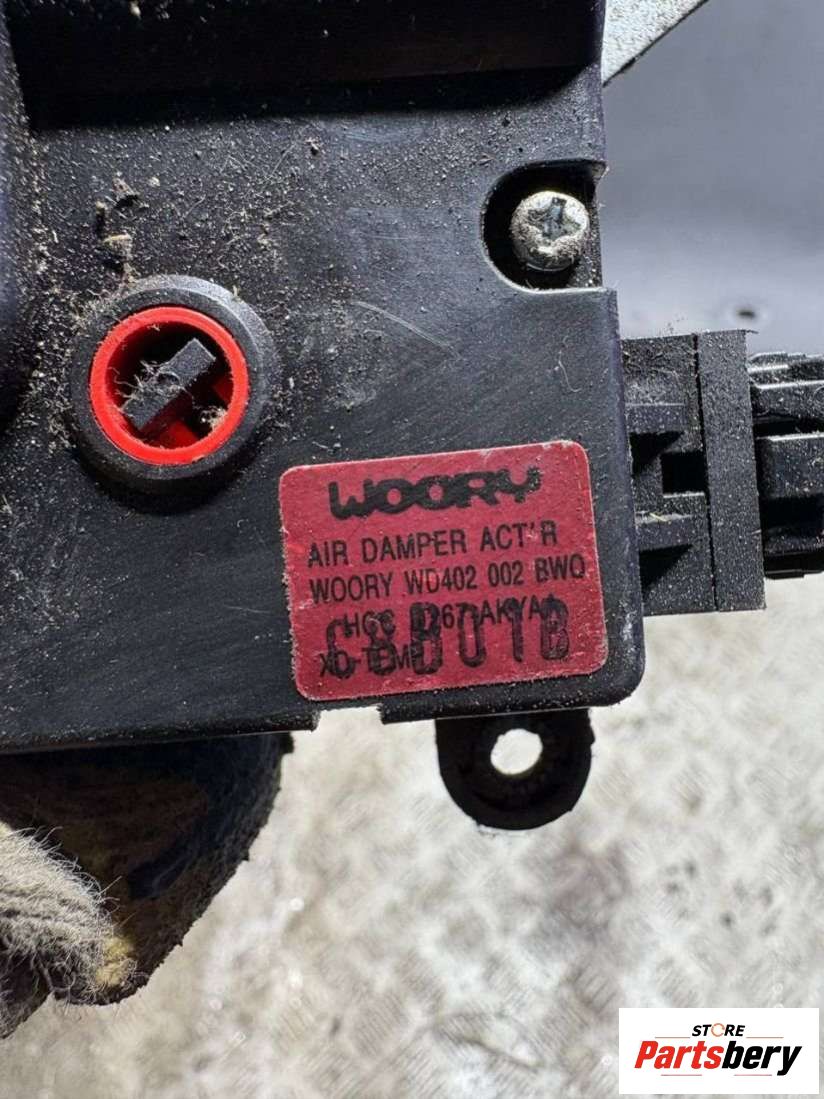 WOORY
AIR DAMPER ACT'R
WOORY WD402 002 BWQ
C8B01B
STORE
Partsbery